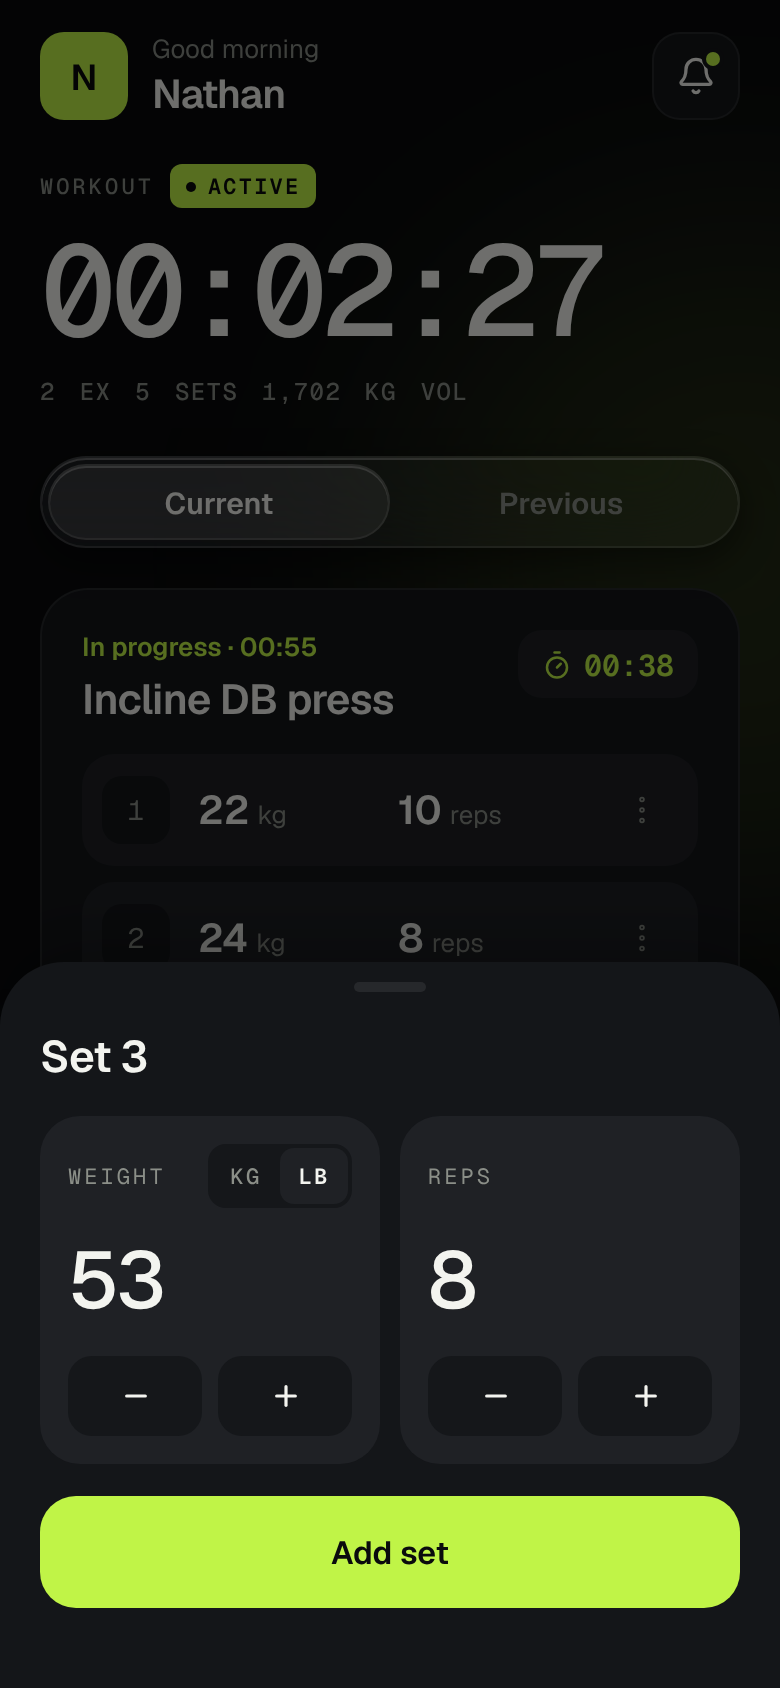 N
Good morning
Nathan
WORKOUT
ACTIVE
00:02:27
2 EX 5 SETS 1,702 KG VOL
Current
Previous
In progress · 00:55
00:38
Incline DB press
1 22 kg 10 reps
2 24 kg 8 reps
Set 3
WEIGHT KG LB
REPS
53
8
− +
− +
Add set